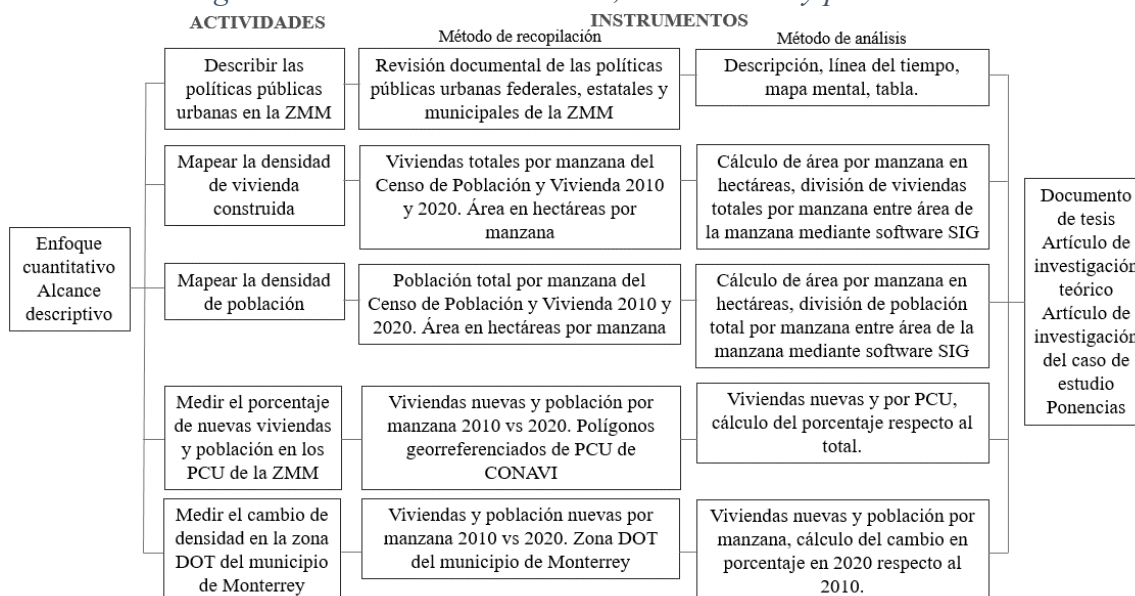 ACTIVIDADES
INSTRUMENTOS
Método de recopilación
Método de análisis
Enfoque
cuantitativo
Alcance
descriptivo
Describir las
políticas públicas
urbanas en la ZMM
Revisión documental de las políticas
públicas urbanas federales, estatales y
municipales de la ZMM
Descripción, línea del tiempo,
mapa mental, tabla.
Mapear la densidad
de vivienda
construida
Viviendas totales por manzana del
Censo de Población y Vivienda 2010
y 2020. Área en hectáreas por
manzana
Cálculo de área por manzana en
hectáreas, división de viviendas
totales por manzana entre área de
la manzana mediante software SIG
Mapear la densidad
de población
Población total por manzana del
Censo de Población y Vivienda 2010 y
2020. Área en hectáreas por manzana
Cálculo de área por manzana en
hectáreas, división de población
total por manzana entre área de la
manzana mediante software SIG
Medir el porcentaje
de nuevas viviendas
y población en los
PCU de la ZMM
Viviendas nuevas y población por
manzana 2010 vs 2020. Polígonos
georreferenciados de PCU de
CONAVI
Viviendas nuevas y por PCU,
cálculo del porcentaje respecto al
total.
Medir el cambio de
densidad en la zona
DOT del municipio
de Monterrey
Viviendas y población nuevas por
manzana 2010 vs 2020. Zona DOT
del municipio de Monterrey
Viviendas nuevas y población por
manzana, cálculo del cambio en
porcentaje en 2020 respecto al
2010.
Documento
de tesis
Artículo de
investigación
teórico
Artículo de
investigación
del caso de
estudio
Ponencias